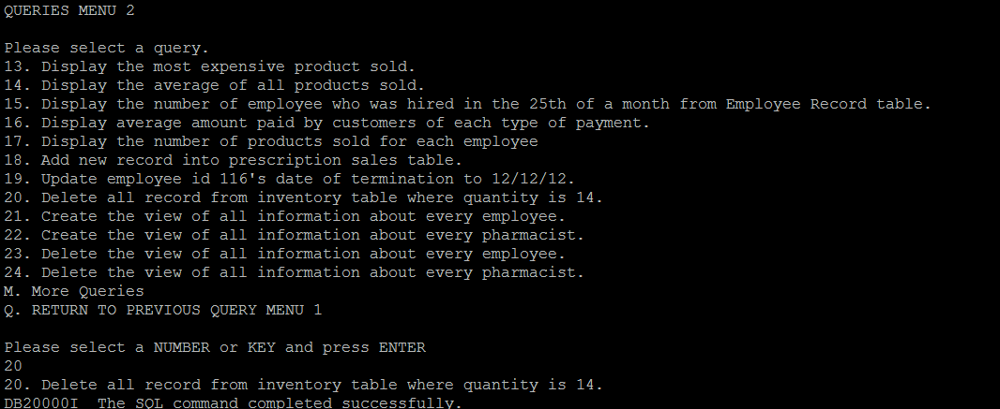 QUERIES MENU 2
Please select a query.
13. Display the most expensive product sold.
14. Display the average of all products sold.
15. Display the number of employee who was hired in the 25th of a month from Employee Record table.
16. Display average amount paid by customers of each type of payment.
17. Display the number of products sold for each employee
18. Add new record into prescription sales table.
19. Update employee id 116's date of termination to 12/12/12.
20. Delete all record from inventory table where quantity is 14.
21. Create the view of all information about every employee.
22. Create the view of all information about every pharmacist.
23. Delete the view of all information about every employee.
24. Delete the view of all information about every pharmacist.
M. More Queries
Q. RETURN TO PREVIOUS QUERY MENU 1
Please select a NUMBER or KEY and press ENTER
20
20. Delete all record from inventory table where quantity is 14.
DB20000I  The SQL command completed successfully.